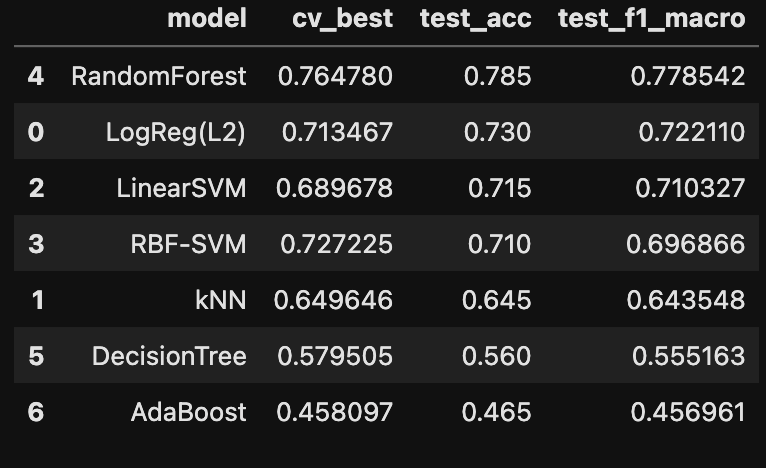 model cv_best test_acc test_f1_macro
4 RandomForest 0.764780 0.785 0.778542
0 LogReg(L2) 0.713467 0.730 0.722110
2 LinearSVM 0.689678 0.715 0.710327
3 RBF-SVM 0.727225 0.710 0.696866
1 kNN 0.649646 0.645 0.643548
5 DecisionTree 0.579505 0.560 0.555163
6 AdaBoost 0.458097 0.465 0.456961